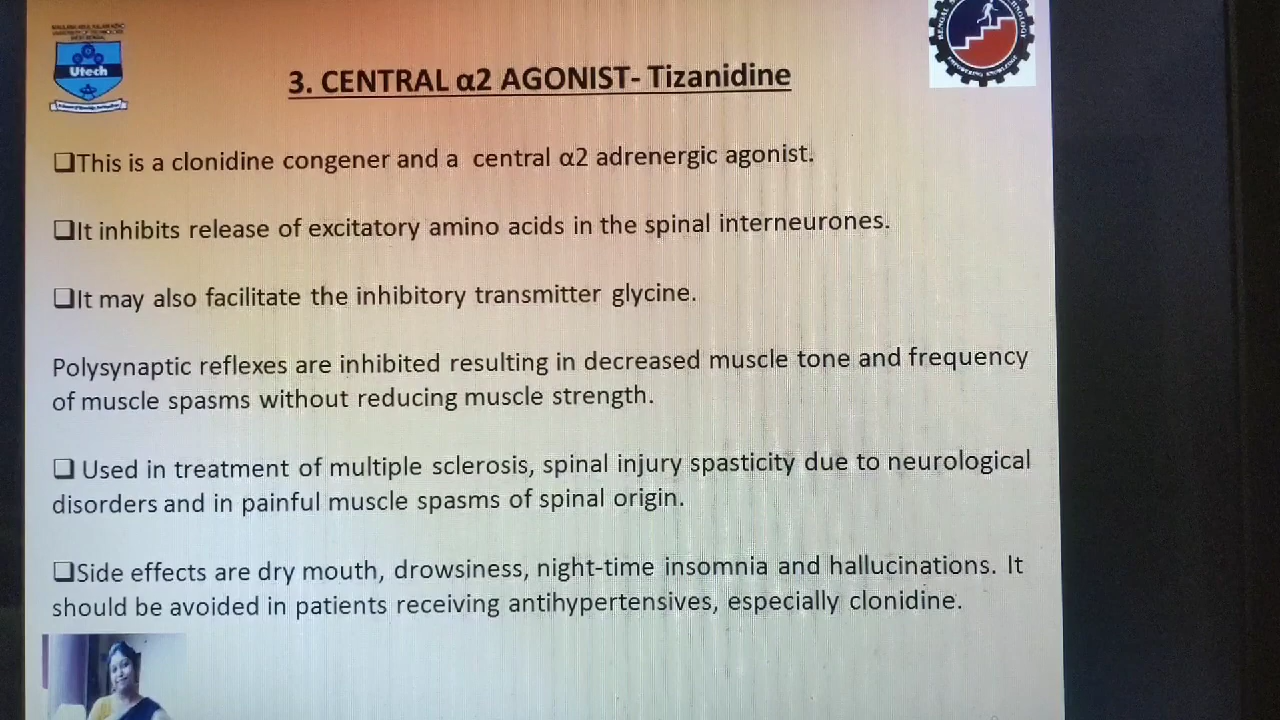 Utech
3. CENTRAL α2 AGONIST- Tizanidine
❑This is a clonidine congener and a central α2 adrenergic agonist.
❑It inhibits release of excitatory amino acids in the spinal interneurones.
❑It may also facilitate the inhibitory transmitter glycine.
Polysynaptic reflexes are inhibited resulting in decreased muscle tone and frequency
of muscle spasms without reducing muscle strength.
❑ Used in treatment of multiple sclerosis, spinal injury spasticity due to neurological
disorders and in painful muscle spasms of spinal origin.
❑Side effects are dry mouth, drowsiness, night-time insomnia and hallucinations. It
should be avoided in patients receiving antihypertensives, especially clonidine.